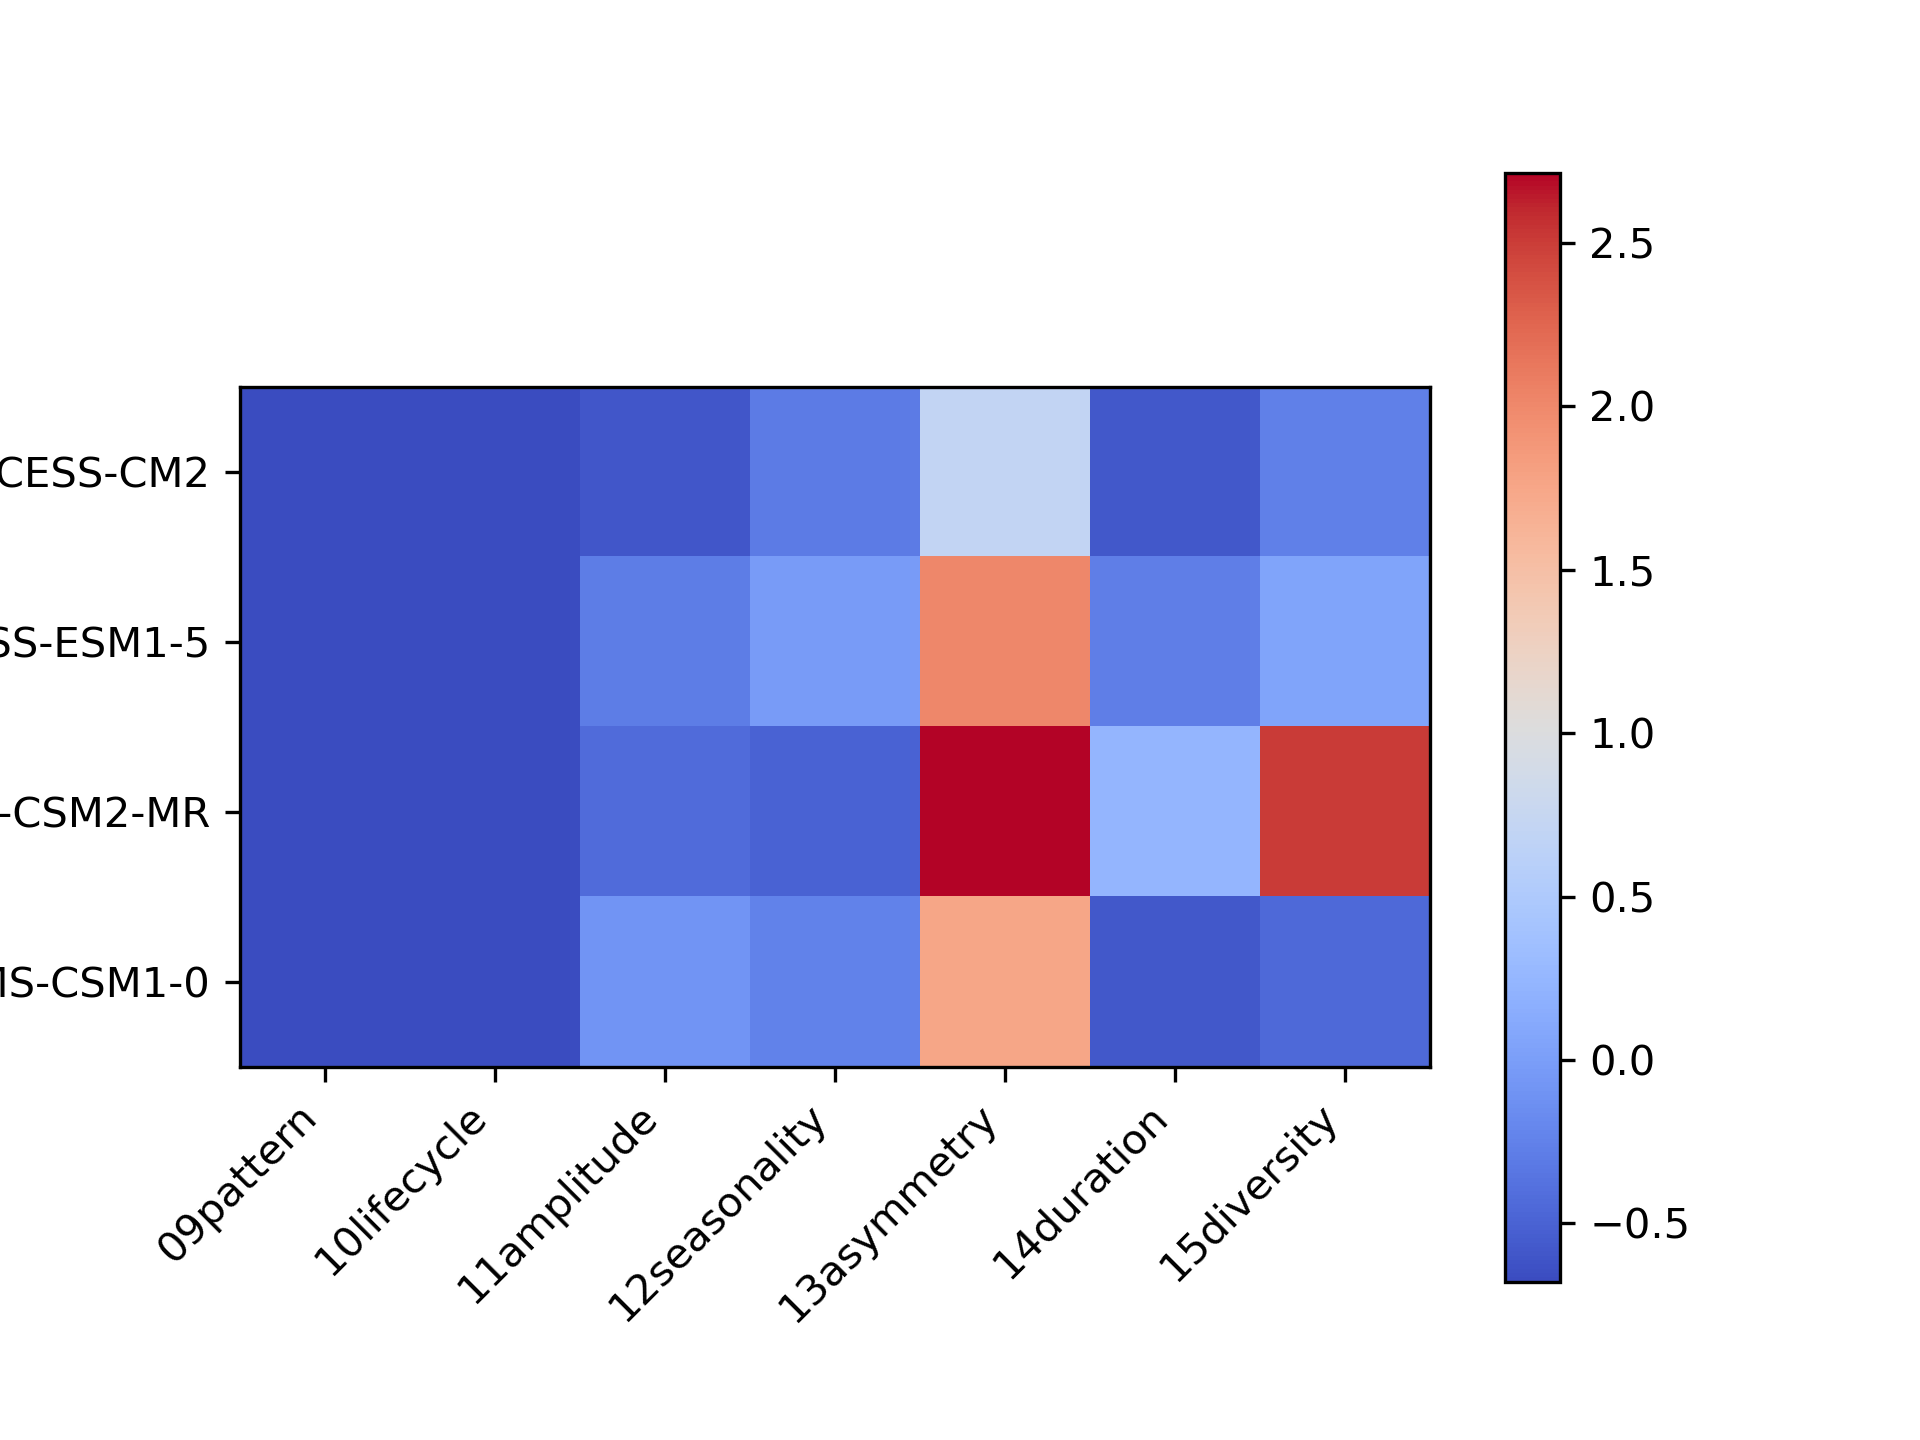 CESS-CM2
SS-ESM1-5
-CSM2-MR
MS-CSM1-0
09pattern
10lifecycle
11amplitude
12seasonality
13asymmetry
14duration
15diversity
2.5
2.0
1.5
1.0
0.5
0.0
−0.5